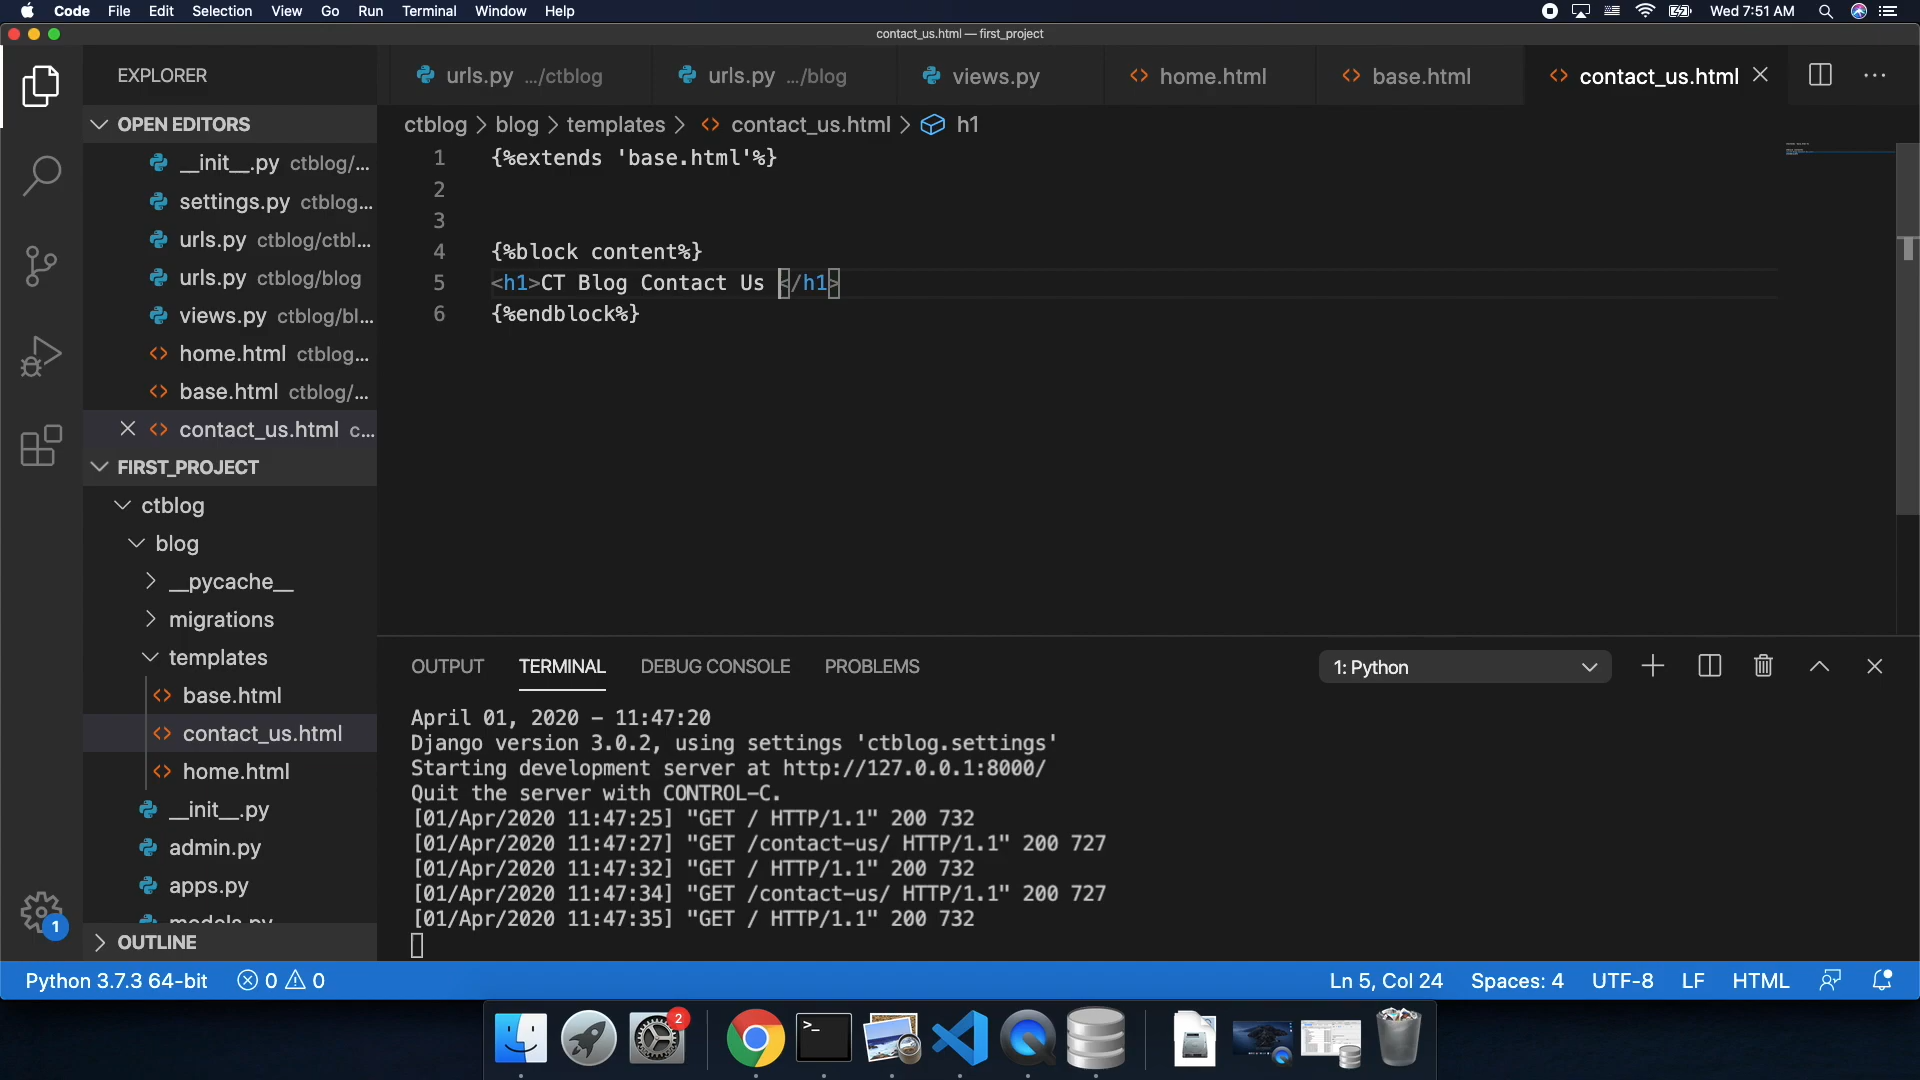 Code File Edit Selection View Go Run Terminal Window Help Wed 7:51 AM
contact_us.html — first_project
EXPLORER
urls.py .../ctblog urls.py .../blog views.py home.html base.html contact_us.html
OPEN EDITORS
ctblog > blog > templates > contact_us.html > h1
__init__.py ctblog/...
settings.py ctblog...
urls.py ctblog/ctbl...
urls.py ctblog/blog
views.py ctblog/bl...
home.html ctblog...
base.html ctblog/...
contact_us.html c...
1 {%extends 'base.html'%}
2
3
4 {%block content%}
5 <h1>CT Blog Contact Us </h1>
6 {%endblock%}
FIRST_PROJECT
ctblog
blog
__pycache__
migrations
templates
base.html
contact_us.html
home.html
__init__.py
admin.py
apps.py
models.py
OUTLINE
OUTPUT TERMINAL DEBUG CONSOLE PROBLEMS 1: Python
April 01, 2020 - 11:47:20
Django version 3.0.2, using settings 'ctblog.settings'
Starting development server at http://127.0.0.1:8000/
Quit the server with CONTROL-C.
[01/Apr/2020 11:47:25] "GET / HTTP/1.1" 200 732
[01/Apr/2020 11:47:27] "GET /contact-us/ HTTP/1.1" 200 727
[01/Apr/2020 11:47:32] "GET / HTTP/1.1" 200 732
[01/Apr/2020 11:47:34] "GET /contact-us/ HTTP/1.1" 200 727
[01/Apr/2020 11:47:35] "GET / HTTP/1.1" 200 732
1
Python 3.7.3 64-bit 0 0 Ln 5, Col 24 Spaces: 4 UTF-8 LF HTML
2
>_